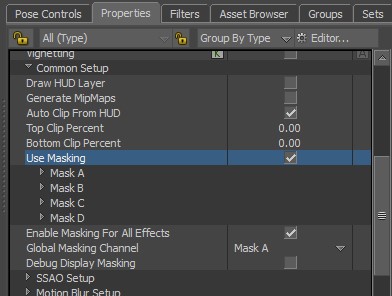 Pose Controls Properties Filters Asset Browser Groups Sets
All (Type) Group By Type Editor...
Vignetting K A
Common Setup
Draw HUD Layer
Generate MipMaps
Auto Clip From HUD
Top Clip Percent 0.00
Bottom Clip Percent 0.00
Use Masking
Mask A
Mask B
Mask C
Mask D
Enable Masking For All Effects
Global Masking Channel Mask A
Debug Display Masking
SSAO Setup
Motion Blur Setup